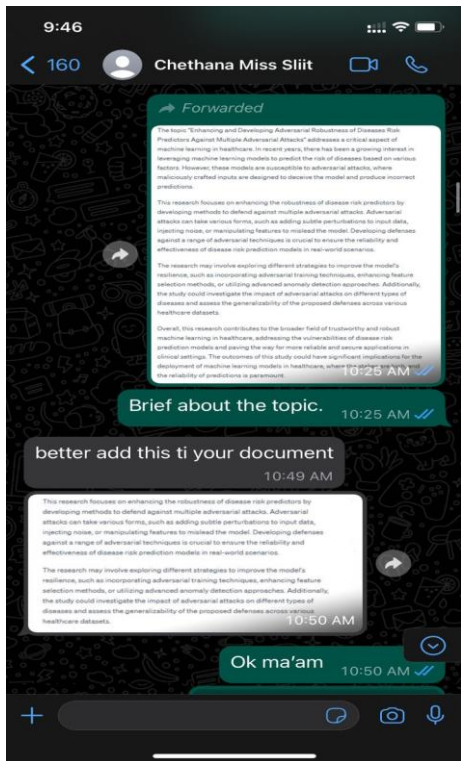 9:46
160
Chethana Miss Sliit
Forwarded
The topic "Enhancing and Developing Adversarial Robustness of Diseases Risk
Predictors Against Multiple Adversarial Attacks" addresses a critical aspect of
machine learning in healthcare. In recent years, there has been a growing interest in
leveraging machine learning models to predict the risk of diseases based on various
factors. However, these models are susceptible to adversarial attacks, where
maliciously crafted inputs are designed to deceive the model and produce incorrect
predictions.
This research focuses on enhancing the robustness of disease risk predictors by
developing methods to defend against multiple adversarial attacks. Adversarial
attacks can take various forms, such as adding subtle perturbations to input data,
injecting noise, or manipulating features to mislead the model. Developing defenses
against a range of adversarial techniques is crucial to ensure the reliability and
effectiveness of disease risk prediction models in real-world scenarios.
The research may involve exploring different strategies to improve the model's
resilience, such as incorporating adversarial training techniques, enhancing feature
selection methods, or utilizing advanced anomaly detection approaches. Additionally,
the study could investigate the impact of adversarial attacks on different types of
diseases and assess the generalizability of the proposed defenses across various
healthcare datasets.
Overall, this research contributes to the broader field of trustworthy and robust
machine learning in healthcare, addressing the vulnerabilities of disease risk
prediction models and paving the way for more reliable and secure applications in
clinical settings. The outcomes of this study could have significant implications for the
deployment of machine learning models in healthcare, where
the reliability of predictions is paramount.
10:25 AM
Brief about the topic.
10:25 AM
better add this ti your document
10:49 AM
This research focuses on enhancing the robustness of disease risk predictors by
developing methods to defend against multiple adversarial attacks. Adversarial
attacks can take various forms, such as adding subtle perturbations to input data,
injecting noise, or manipulating features to mislead the model. Developing defenses
against a range of adversarial techniques is crucial to ensure the reliability and
effectiveness of disease risk prediction models in real-world scenarios.
The research may involve exploring different strategies to improve the model's
resilience, such as incorporating adversarial training techniques, enhancing feature
selection methods, or utilizing advanced anomaly detection approaches. Additionally,
the study could investigate the impact of adversarial attacks on different types of
diseases and assess the generalizability of the proposed defenses across various
healthcare datasets.
10:50 AM
Ok ma'am
10:50 AM